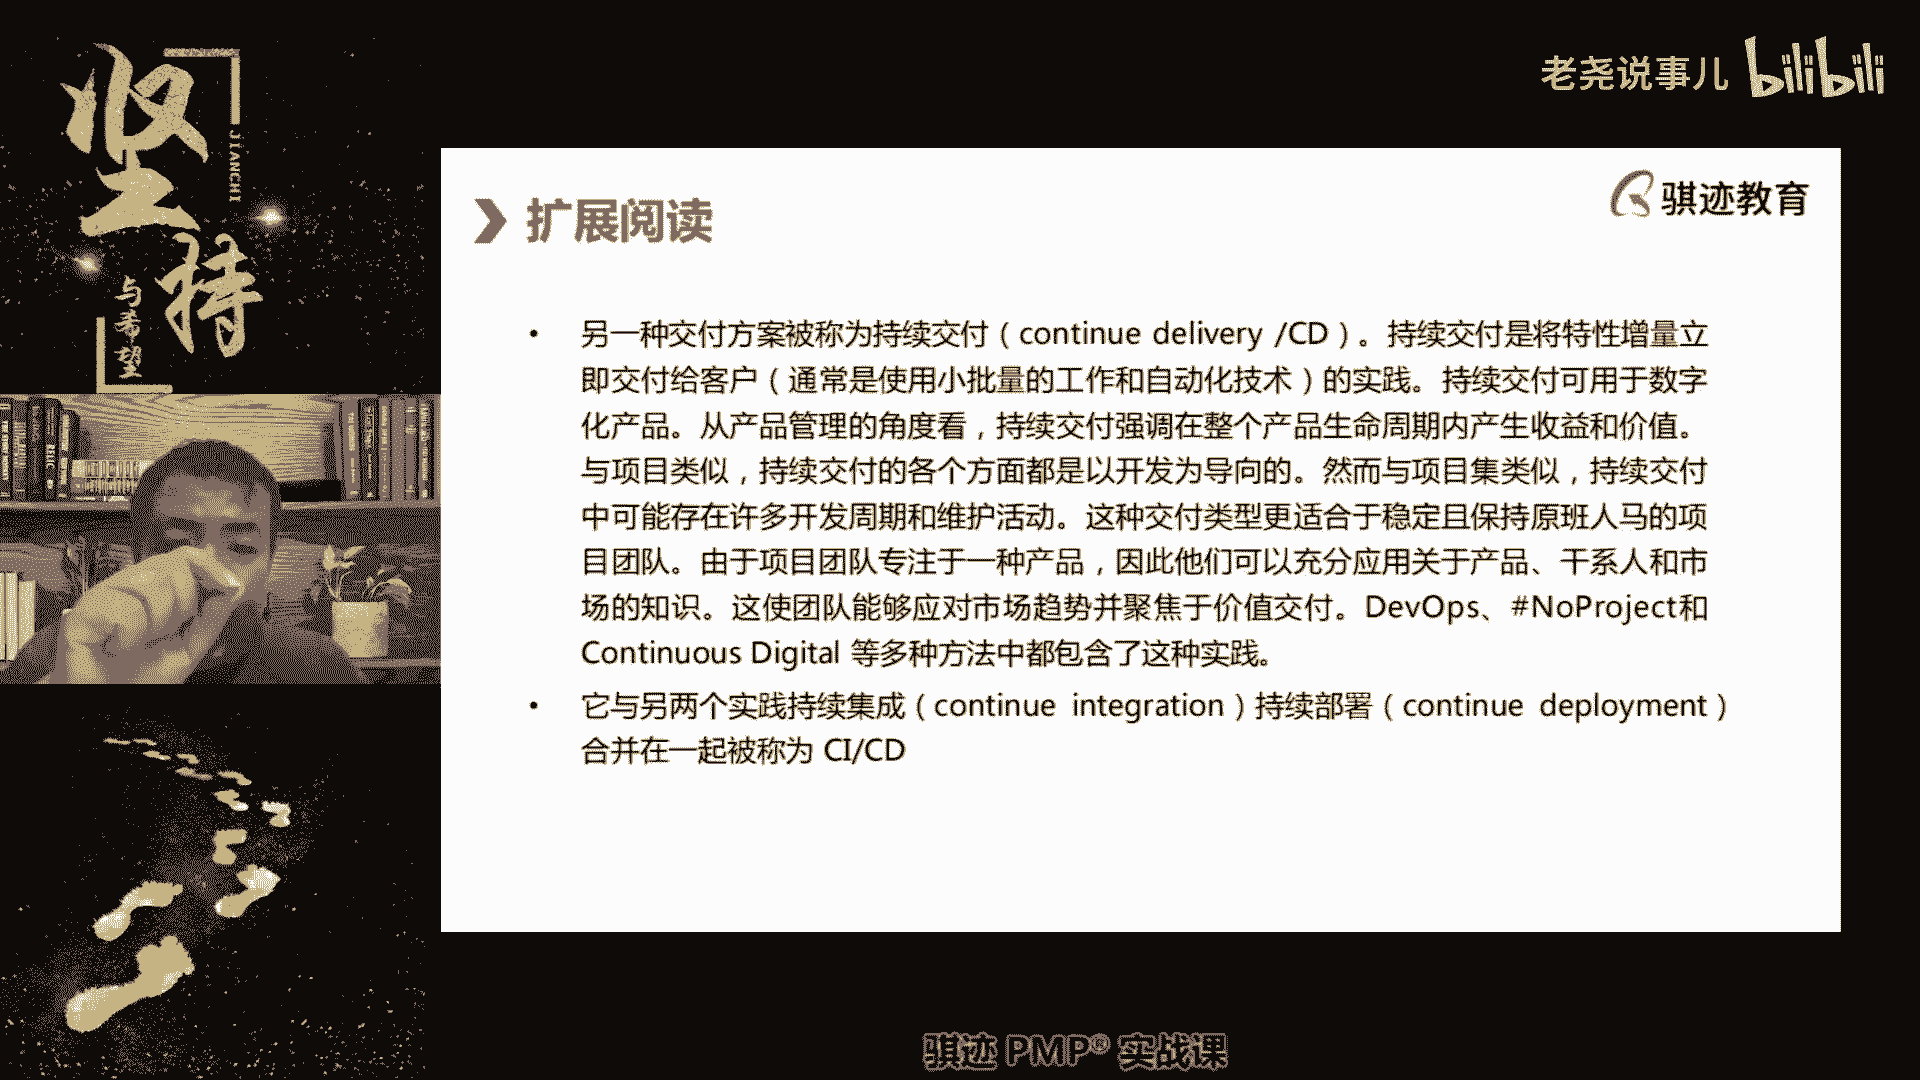 坚持
JIANCHI
与希望
老尧说事儿 bilibili
骐迹教育
扩展阅读
• 另一种交付方案被称为持续交付（continue delivery /CD）。持续交付是将特性增量立
即交付给客户（通常是使用小批量的工作和自动化技术）的实践。持续交付可用于数字
化产品。从产品管理的角度看，持续交付强调在整个产品生命周期内产生收益和价值。
与项目类似，持续交付的各个方面都是以开发为导向的。然而与项目集类似，持续交付
中可能存在许多开发周期和维护活动。这种交付类型更适合于稳定且保持原班人马的项
目团队。由于项目团队专注于一种产品，因此他们可以充分应用关于产品、干系人和市
场的知识。这使团队能够应对市场趋势并聚焦于价值交付。DevOps、#NoProject和
Continuous Digital 等多种方法中都包含了这种实践。
• 它与另两个实践持续集成（continue integration）持续部署（continue deployment）
合并在一起被称为 CI/CD
骐迹 PMP® 实战课